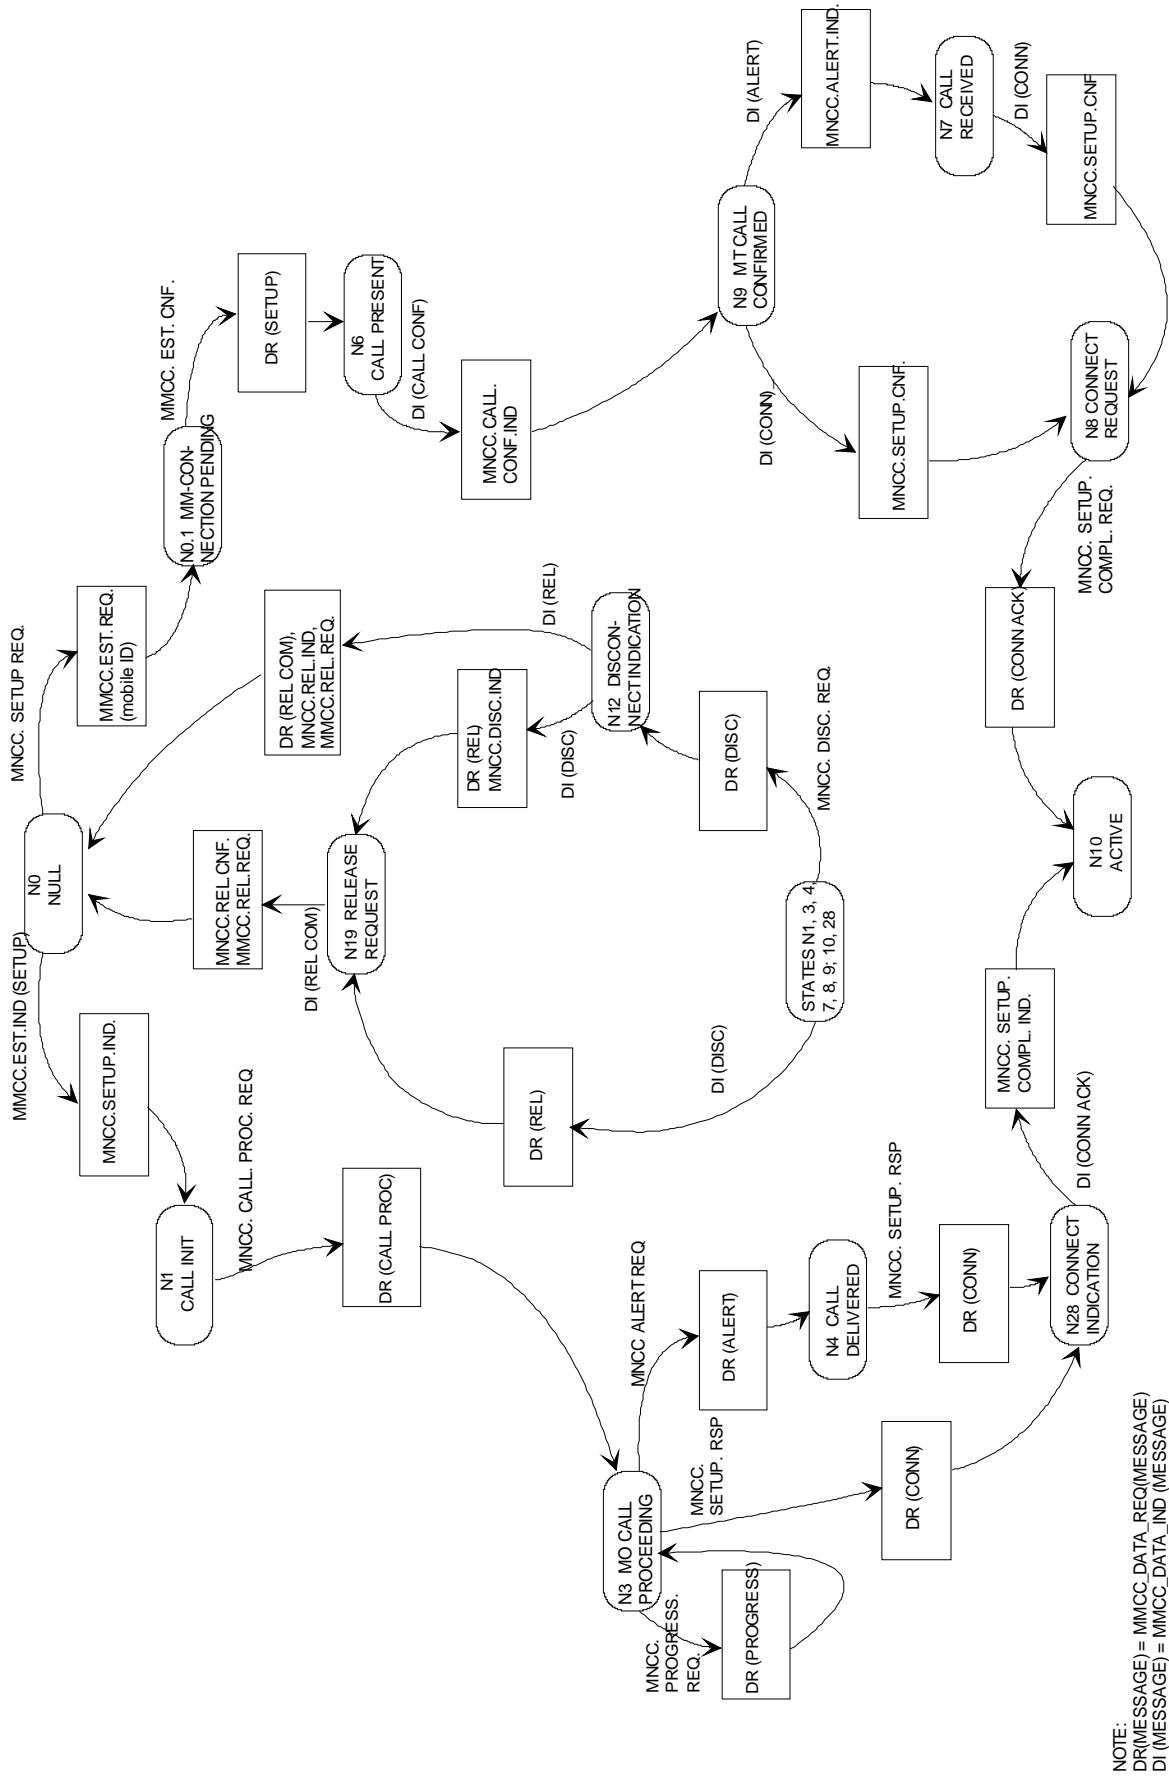 MMCC.EST.IND (SETUP)
N0
NULL
MNCC. SETUP REQ.
MNCC.SETUP.IND.
MMCC.EST. REQ.
(mobile ID)
N1
CALL INIT
MNCC. CALL. PROC. REQ
N0.1 MM-CON-
NECTION PENDING
MMCC. EST. CNF.
DR (CALL PROC)
MNCC.REL.CNF.
MMCC.REL.REQ.
DR (REL COM),
MNCC.REL.IND,
MMCC.REL.REQ.
DR (SETUP)
DI (REL COM)
N19 RELEASE
REQUEST
N6
CALL PRESENT
DI (CALL CONF)
DR (REL)
DR (REL)
MNCC.DISC.IND
DI (DISC)
DI (REL)
MNCC.CALL.
CONF.IND
N12 DISCON-
NECT INDICATION
N3 MO CALL
PROCEEDING
MNCC ALERT REQ
DR (DISC)
DI (DISC)
MNCC. DISC. REQ.
STATES N1, 3, 4,
7, 8, 9; 10, 28
MNCC.
PROGRESS.
REQ.
DR (PROGRESS)
MNCC.
SETUP. RSP
DR (ALERT)
N4 CALL
DELIVERED
MNCC. SETUP. RSP
DR (CONN)
DR (CONN)
N28 CONNECT
INDICATION
DI (CONN ACK)
MNCC. SETUP.
COMPL. IND.
N10
ACTIVE
DR (CONN ACK)
N9 MT CALL
CONFIRMED
DI (ALERT)
MNCC.ALERT.IND.
N7 CALL
RECEIVED
DI (CONN)
DI (CONN)
MNCC.SETUP.CNF.
MNCC.SETUP.CNF
N8 CONNECT
REQUEST
MNCC. SETUP.
COMPL. REQ.
NOTE:
DR(MESSAGE) = MMCC_DATA_REQ(MESSAGE)
DI (MESSAGE) = MMCC_DATA_IND (MESSAGE)